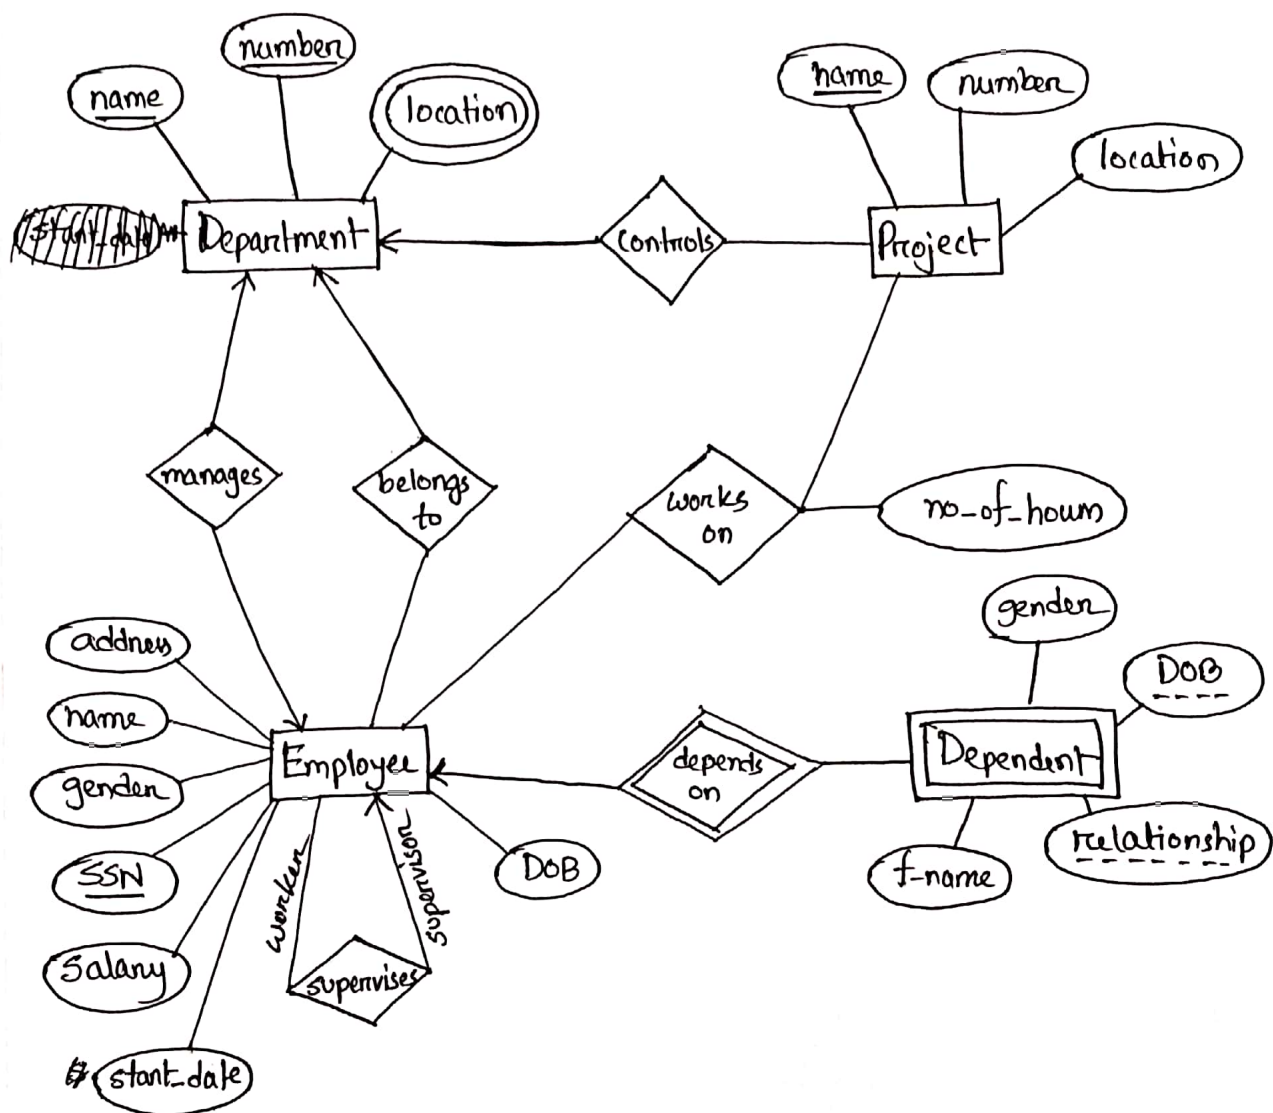 number
name
location
name
number
location
start_date
Department
controls
Project
manages
belongs
to
works
on
no_of_hours
gender
address
DOB
name
Employee
depends
on
Dependent
gender
relationship
DOB
f-name
SSN
worker
supervisor
salary
supervises
start_date